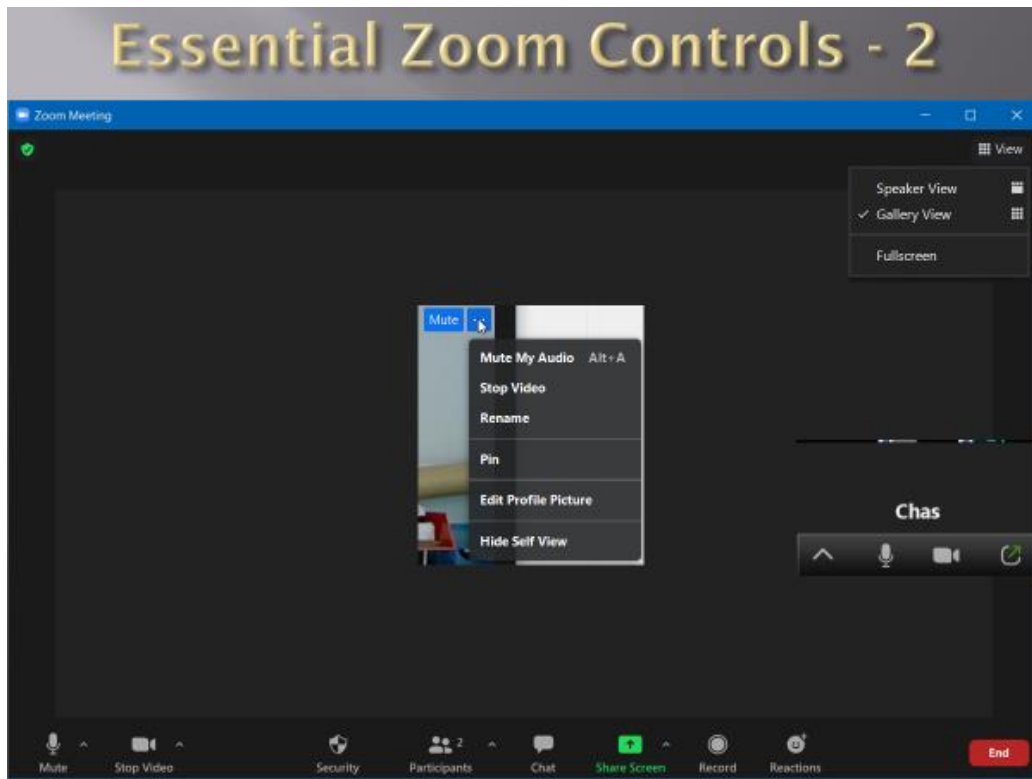 Essential Zoom Controls - 2
Zoom Meeting
View
Speaker View
Gallery View
Fullscreen
Mute
Mute My Audio Alt+A
Stop Video
Rename
Pin
Edit Profile Picture
Hide Self View
Chas
Mute
Stop Video
Security
Participants 2
Chat
Share Screen
Record
Reactions
End